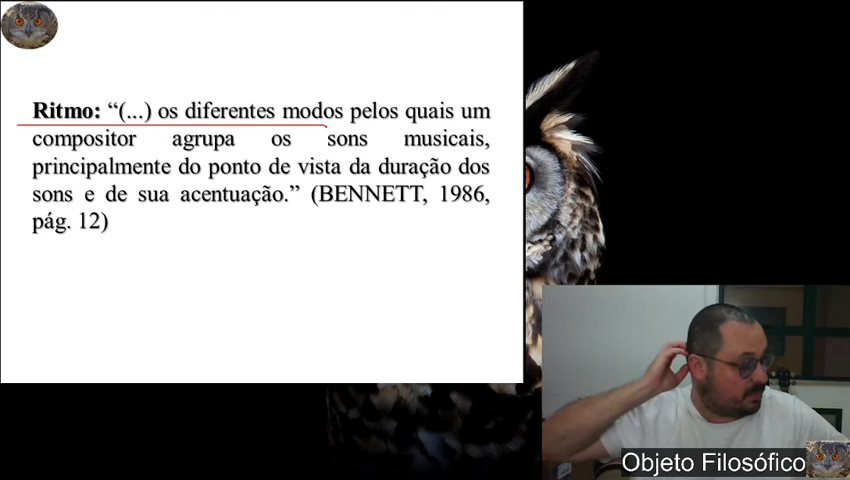 Ritmo: “(...) os diferentes modos pelos quais um
compositor agrupa os sons musicais,
principalmente do ponto de vista da duração dos
sons e de sua acentuação.” (BENNETT, 1986,
pág. 12)
Objeto Filosófico